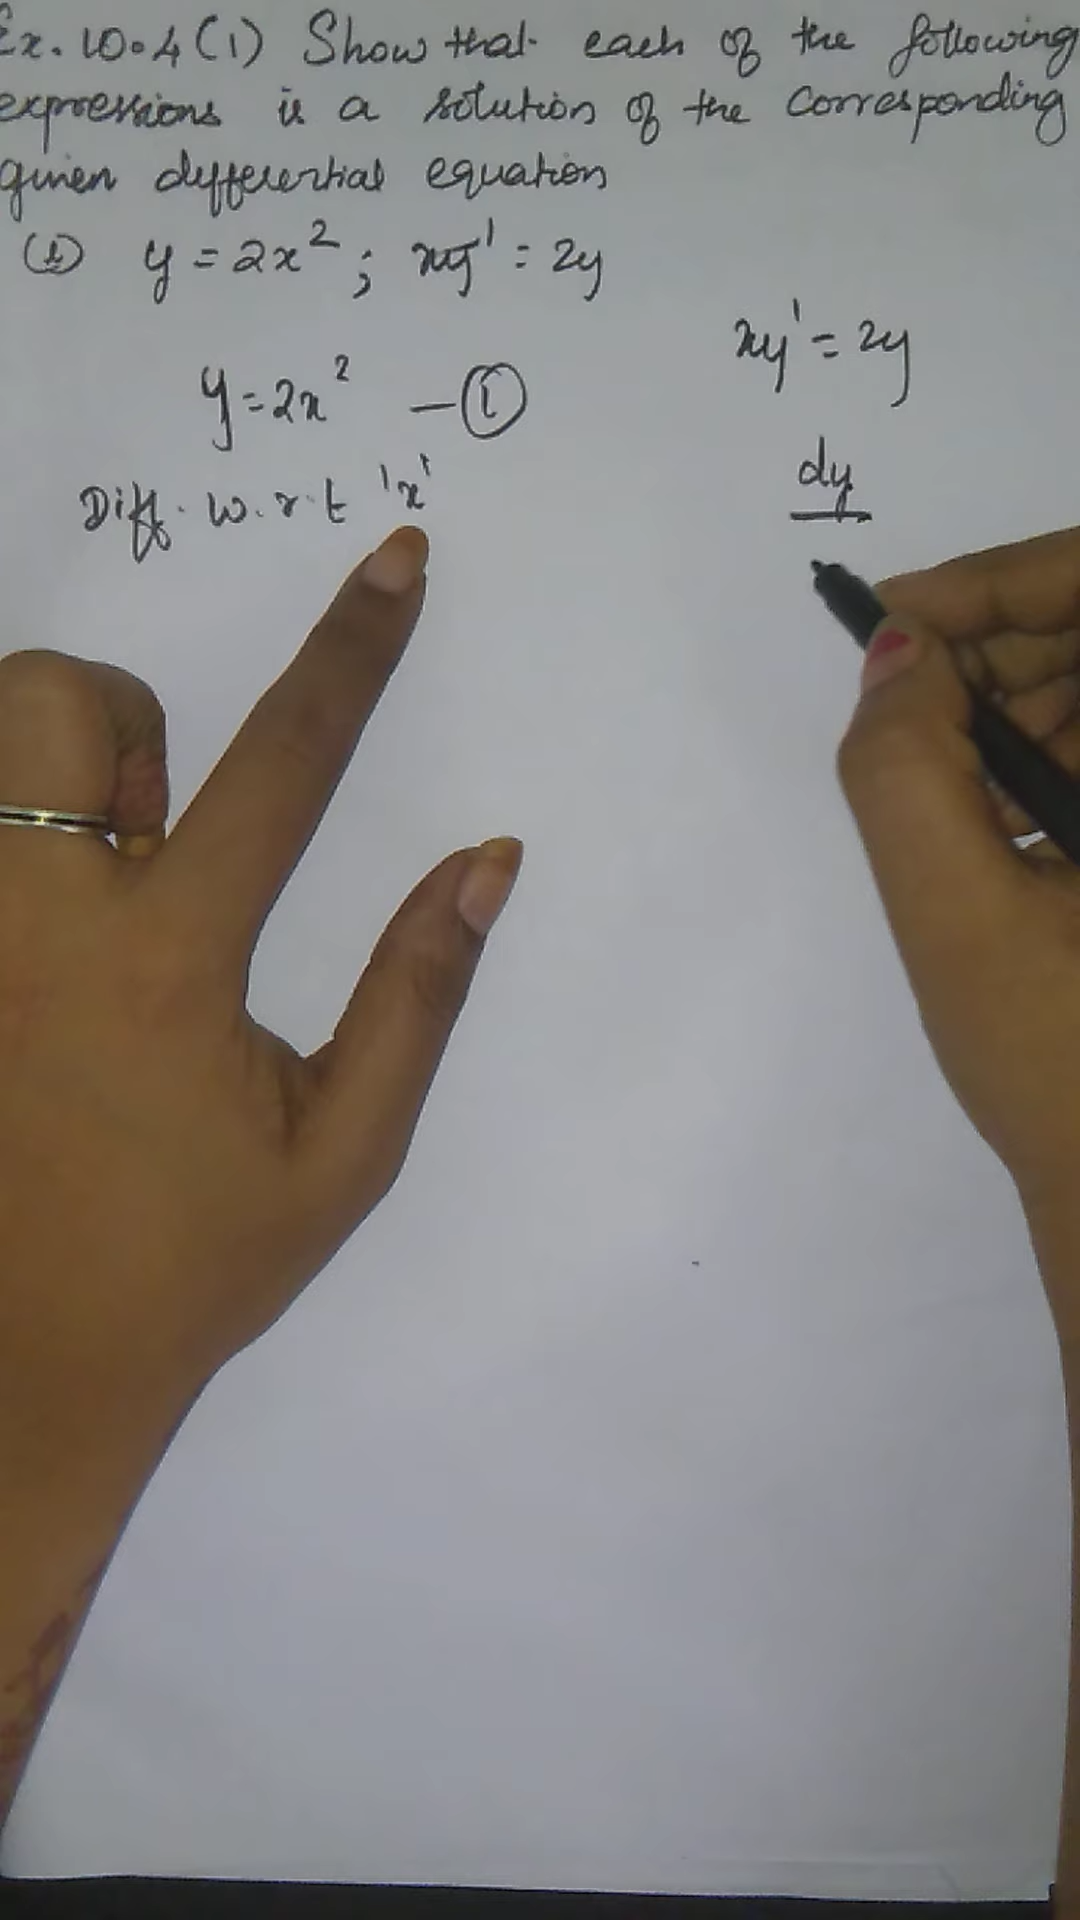 Ex. 10.4 (1) Show that each of the following
expressions is a solution of the corresponding
given differential equation
(i) y = 2x²; xy' = 2y
xy' = 2y
y = 2x² — ①
Diff. w.r.t 'x'
dy